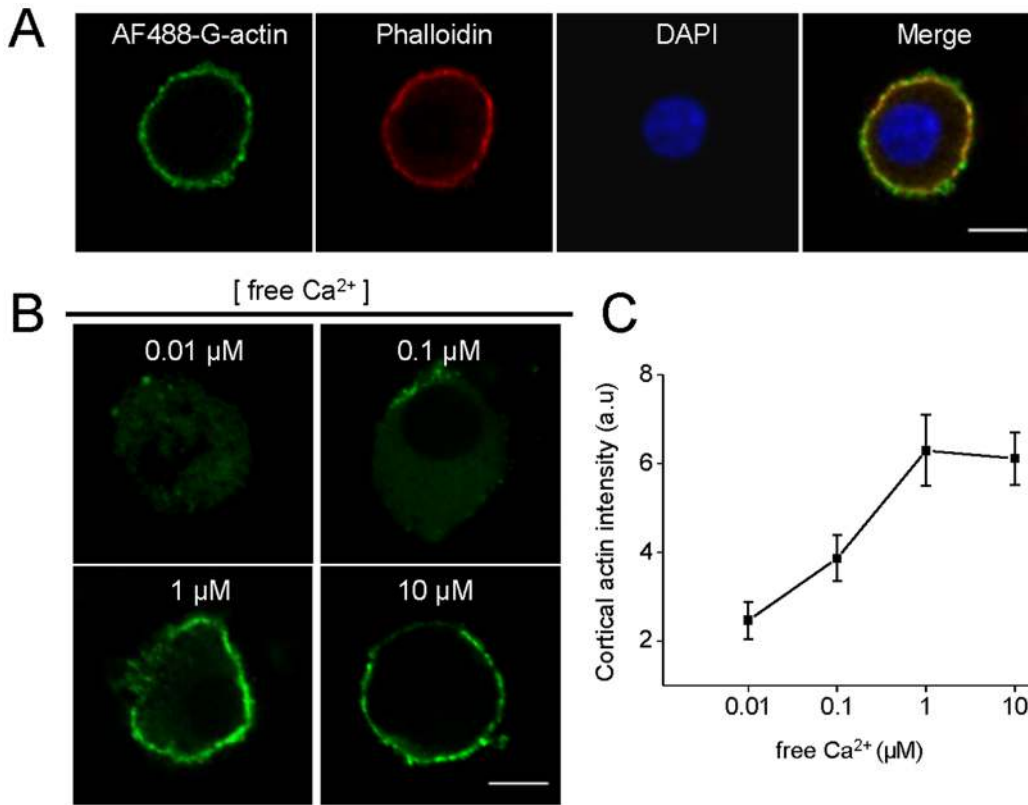 A
AF488-G-actin Phalloidin DAPI Merge
B
[ free Ca²⁺ ]
0.01 µM 0.1 µM
1 µM 10 µM
C
Cortical actin intensity (a.u)
8
6
4
2
0.01 0.1 1 10
free Ca²⁺ (µM)